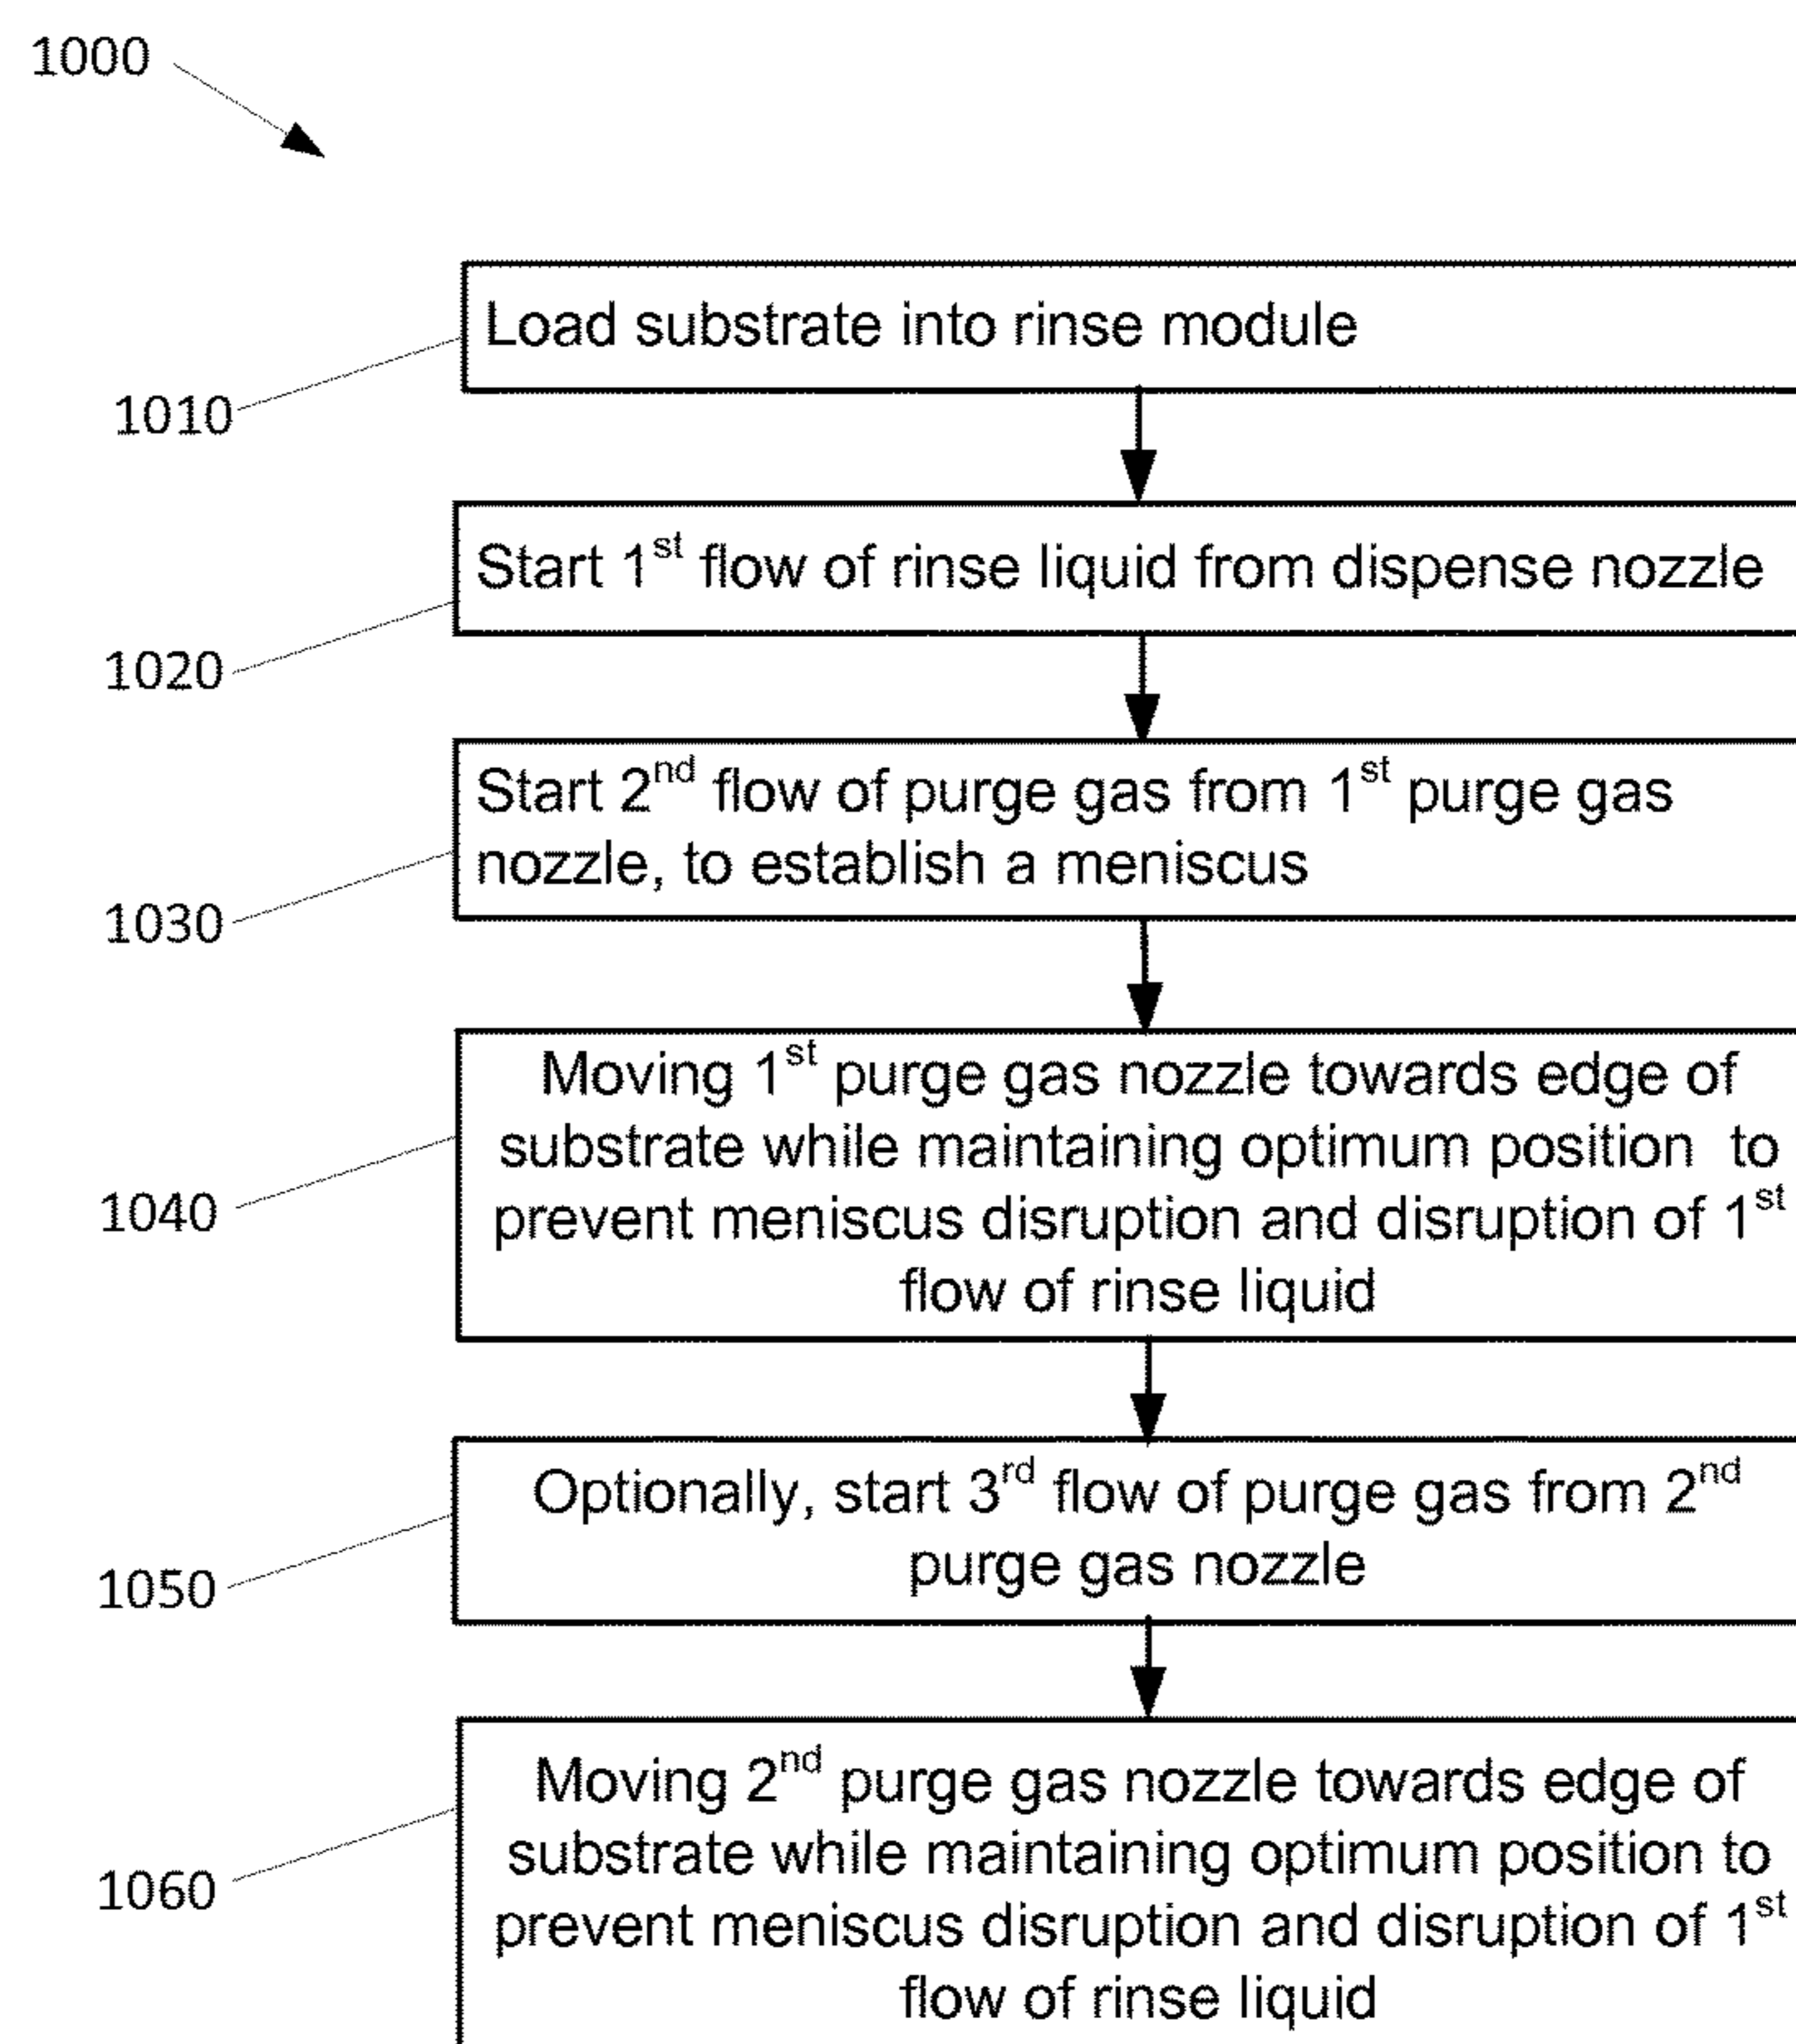 1000
Load substrate into rinse module
1010
Start 1st flow of rinse liquid from dispense nozzle
1020
Start 2nd flow of purge gas from 1st purge gas
nozzle, to establish a meniscus
1030
Moving 1st purge gas nozzle towards edge of
substrate while maintaining optimum position to
prevent meniscus disruption and disruption of 1st
flow of rinse liquid
1040
Optionally, start 3rd flow of purge gas from 2nd
purge gas nozzle
1050
Moving 2nd purge gas nozzle towards edge of
substrate while maintaining optimum position to
prevent meniscus disruption and disruption of 1st
flow of rinse liquid
1060